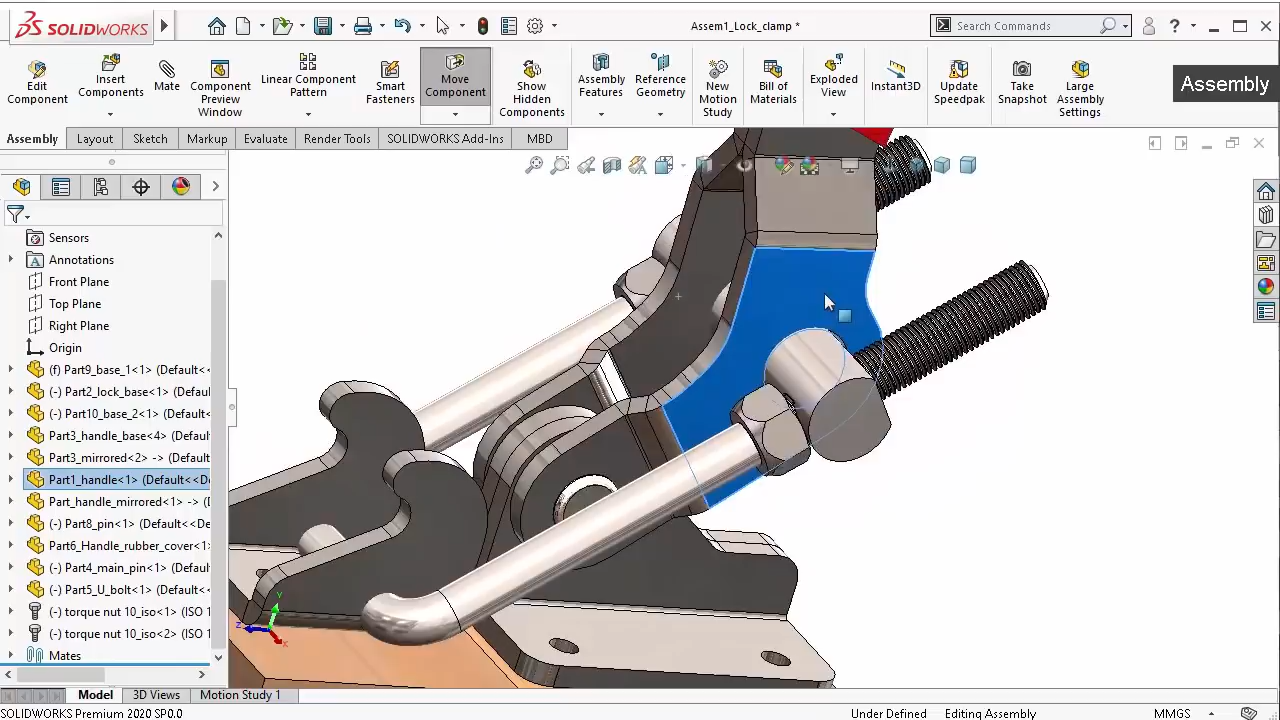 SOLIDWORKS
Assem1_Lock_clamp *
Search Commands
?
Edit Component
Insert Components
Mate
Component Preview Window
Linear Component Pattern
Smart Fasteners
Move Component
Show Hidden Components
Assembly Features
Reference Geometry
New Motion Study
Bill of Materials
Exploded View
Instant3D
Update Speedpak
Take Snapshot
Large Assembly Settings
Assembly
Assembly Layout Sketch Markup Evaluate Render Tools SOLIDWORKS Add-Ins MBD
Sensors
Annotations
Front Plane
Top Plane
Right Plane
Origin
(f) Part9_base_1<1> (Default<<
(-) Part2_lock_base<1> (Defaul
(-) Part10_base_2<1> (Default<
Part3_handle_base<4> (Defaul
Part3_mirrored<2> -> (Default
Part1_handle<1> (Default<<De
Part_handle_mirrored<1> -> (
(-) Part8_pin<1> (Default<<De
Part6_Handle_rubber_cover<1>
(-) Part4_main_pin<1> (Default
(-) Part5_U_bolt<1> (Default<<
(-) torque nut 10_iso<1> (ISO 1
(-) torque nut 10_iso<2> (ISO 1
Mates
Y
Z
X
Model 3D Views Motion Study 1
SOLIDWORKS Premium 2020 SP0.0
Under Defined Editing Assembly MMGS